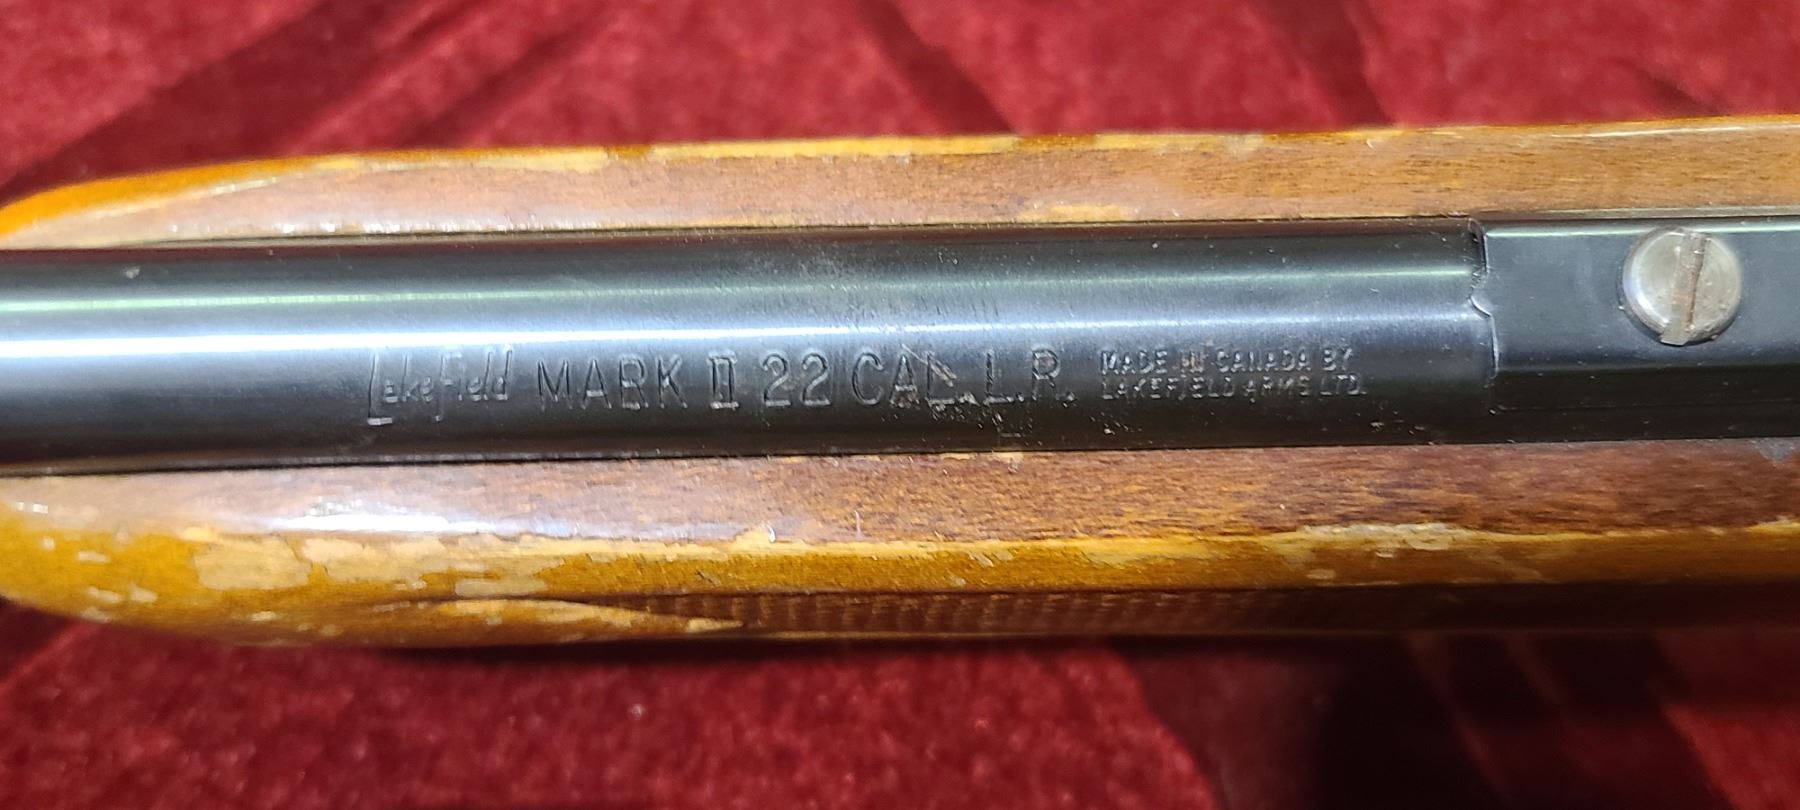 Lakefield MARK II 22 CAL. L.R.
MADE IN CANADA BY
LAKEFIELD ARMS LTD.